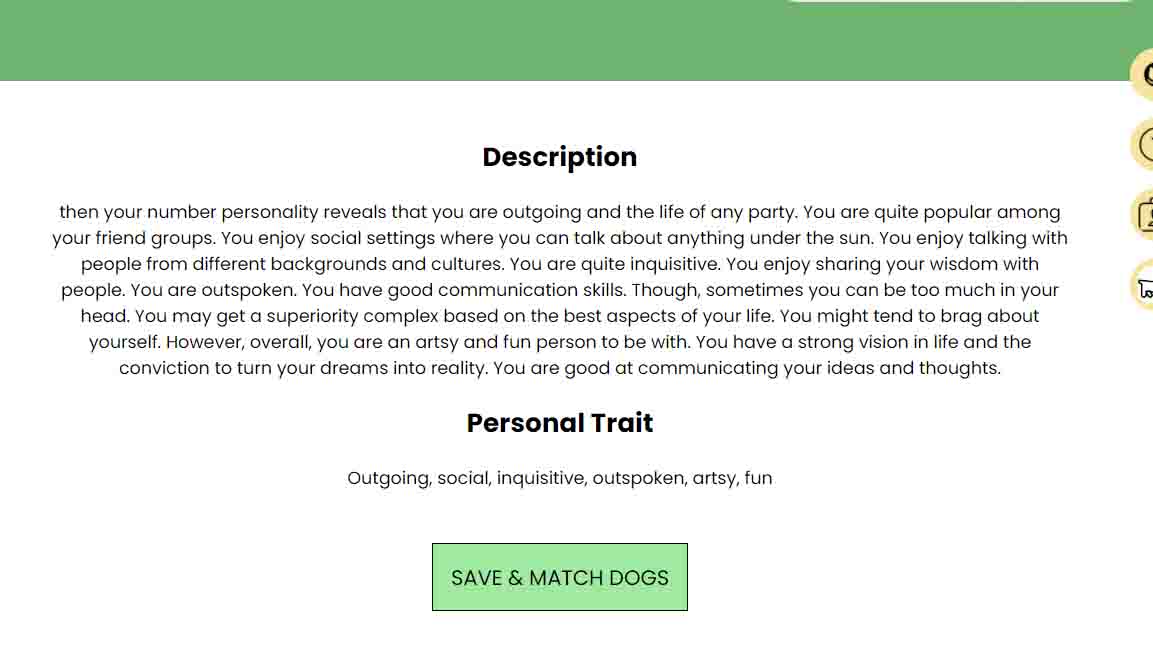 Description
then your number personality reveals that you are outgoing and the life of any party. You are quite popular among
your friend groups. You enjoy social settings where you can talk about anything under the sun. You enjoy talking with
people from different backgrounds and cultures. You are quite inquisitive. You enjoy sharing your wisdom with
people. You are outspoken. You have good communication skills. Though, sometimes you can be too much in your
head. You may get a superiority complex based on the best aspects of your life. You might tend to brag about
yourself. However, overall, you are an artsy and fun person to be with. You have a strong vision in life and the
conviction to turn your dreams into reality. You are good at communicating your ideas and thoughts.
Personal Trait
Outgoing, social, inquisitive, outspoken, artsy, fun
SAVE & MATCH DOGS